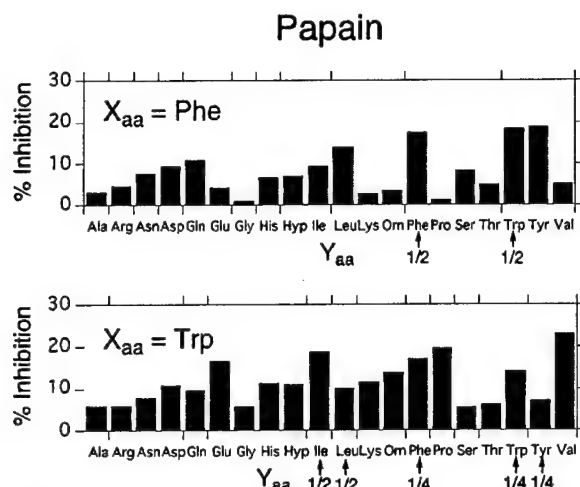 Papain
30
20
10
0
% Inhibition
Xaa = Phe
Ala Arg Asn Asp Gln Glu Gly His Hyp Ile Leu Lys Orn Phe Pro Ser Thr Trp Tyr Val
Yaa 1/2 1/2
30
20
10
0
% Inhibition
Xaa = Trp
Ala Arg Asn Asp Gln Glu Gly His Hyp Ile Leu Lys Orn Phe Pro Ser Thr Trp Tyr Val
Yaa 1/2 1/2 1/4 1/4 1/4